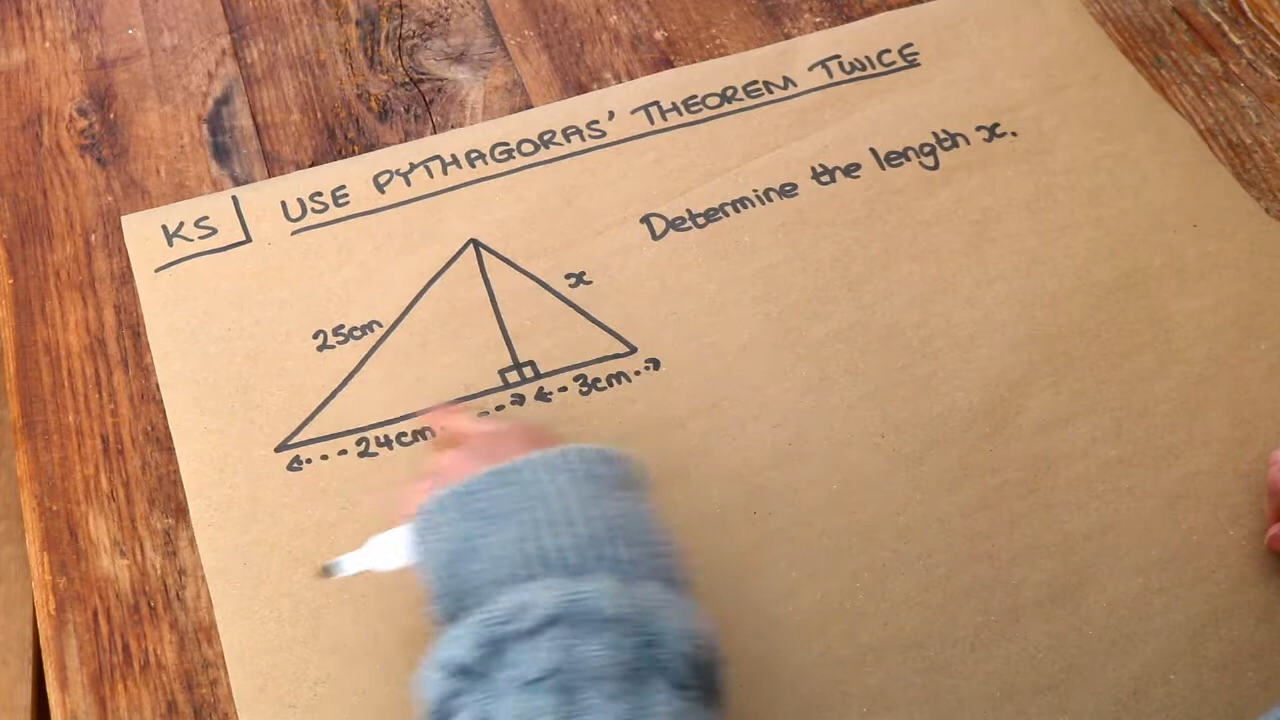 KS
USE PYTHAGORAS' THEOREM TWICE
Determine the length x.
x
25cm
3cm
24cm